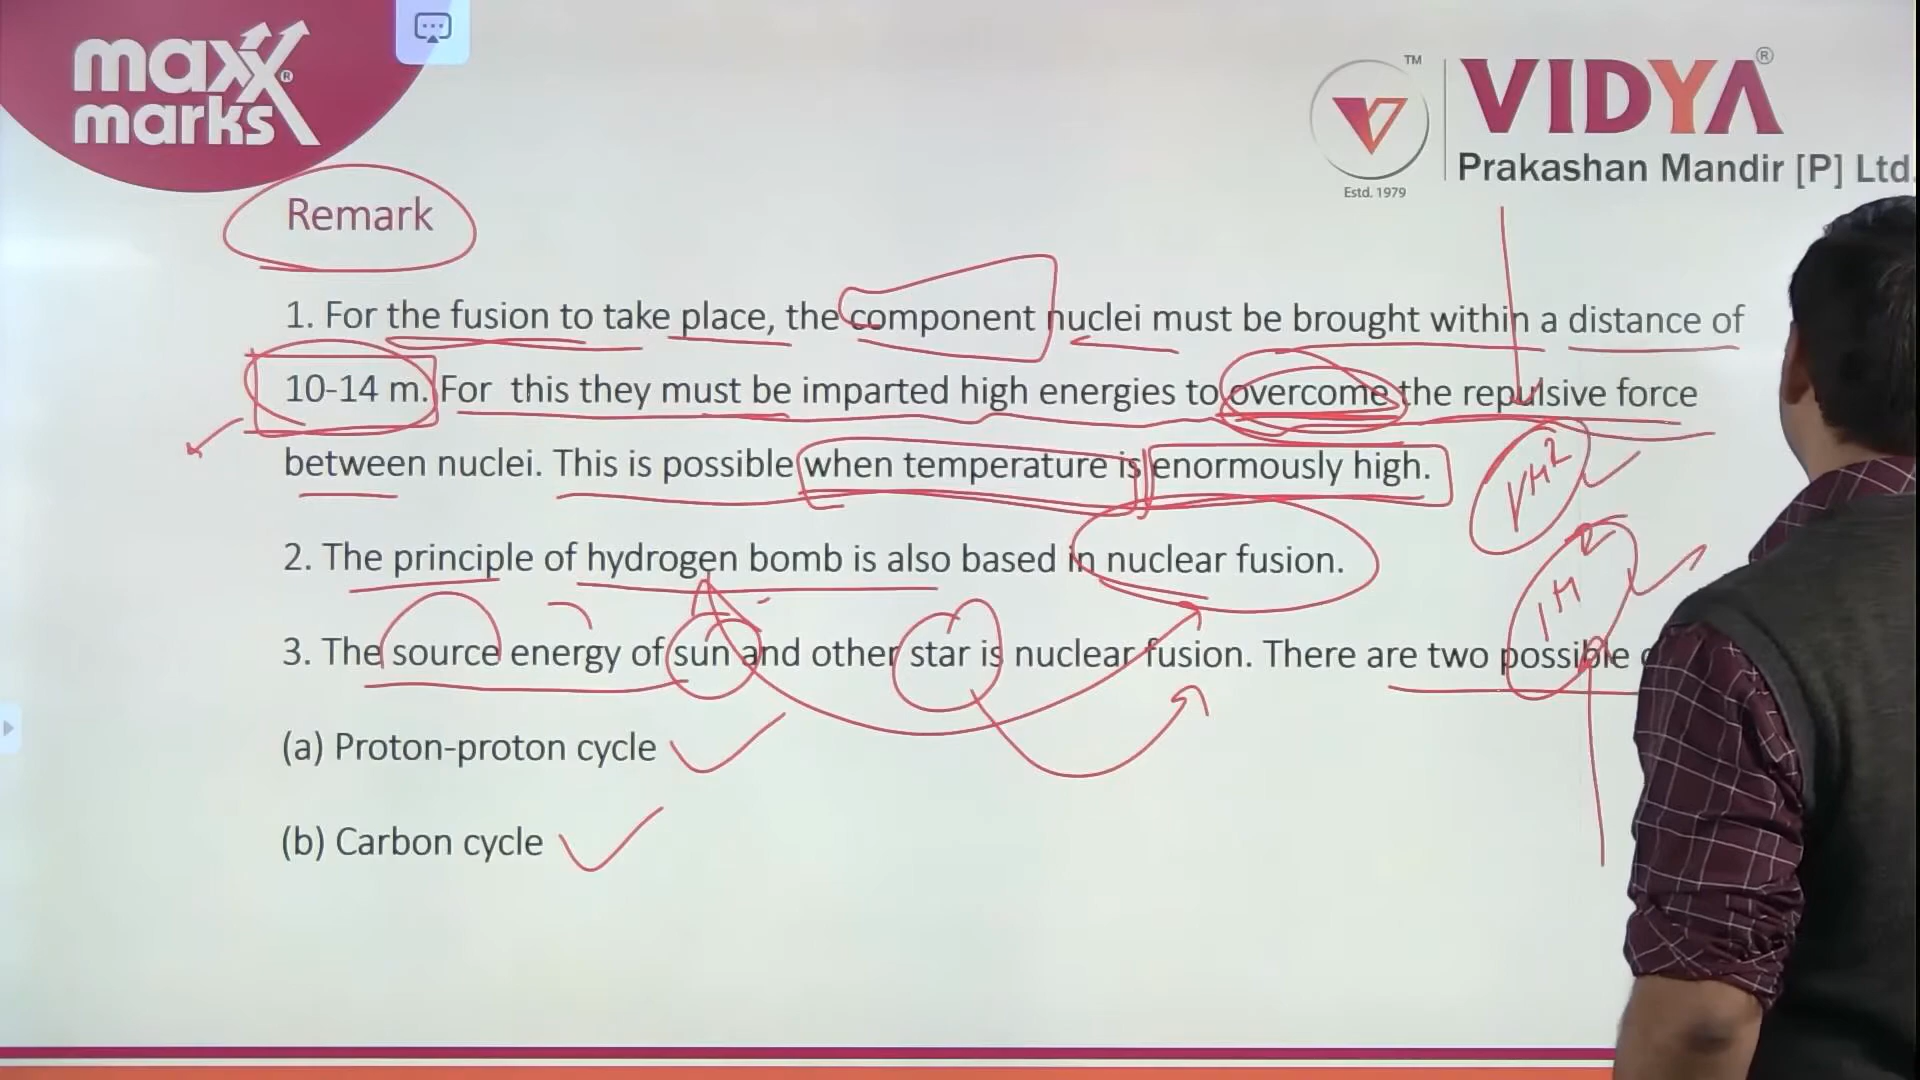 maxx®
marks
TM
VIDYA®
Prakashan Mandir [P] Ltd.
Estd. 1979
Remark
1. For the fusion to take place, the component nuclei must be brought within a distance of
10-14 m. For this they must be imparted high energies to overcome the repulsive force
between nuclei. This is possible when temperature is enormously high.
2. The principle of hydrogen bomb is also based in nuclear fusion.
3. The source energy of sun and other star is nuclear fusion. There are two possible
(a) Proton-proton cycle
(b) Carbon cycle